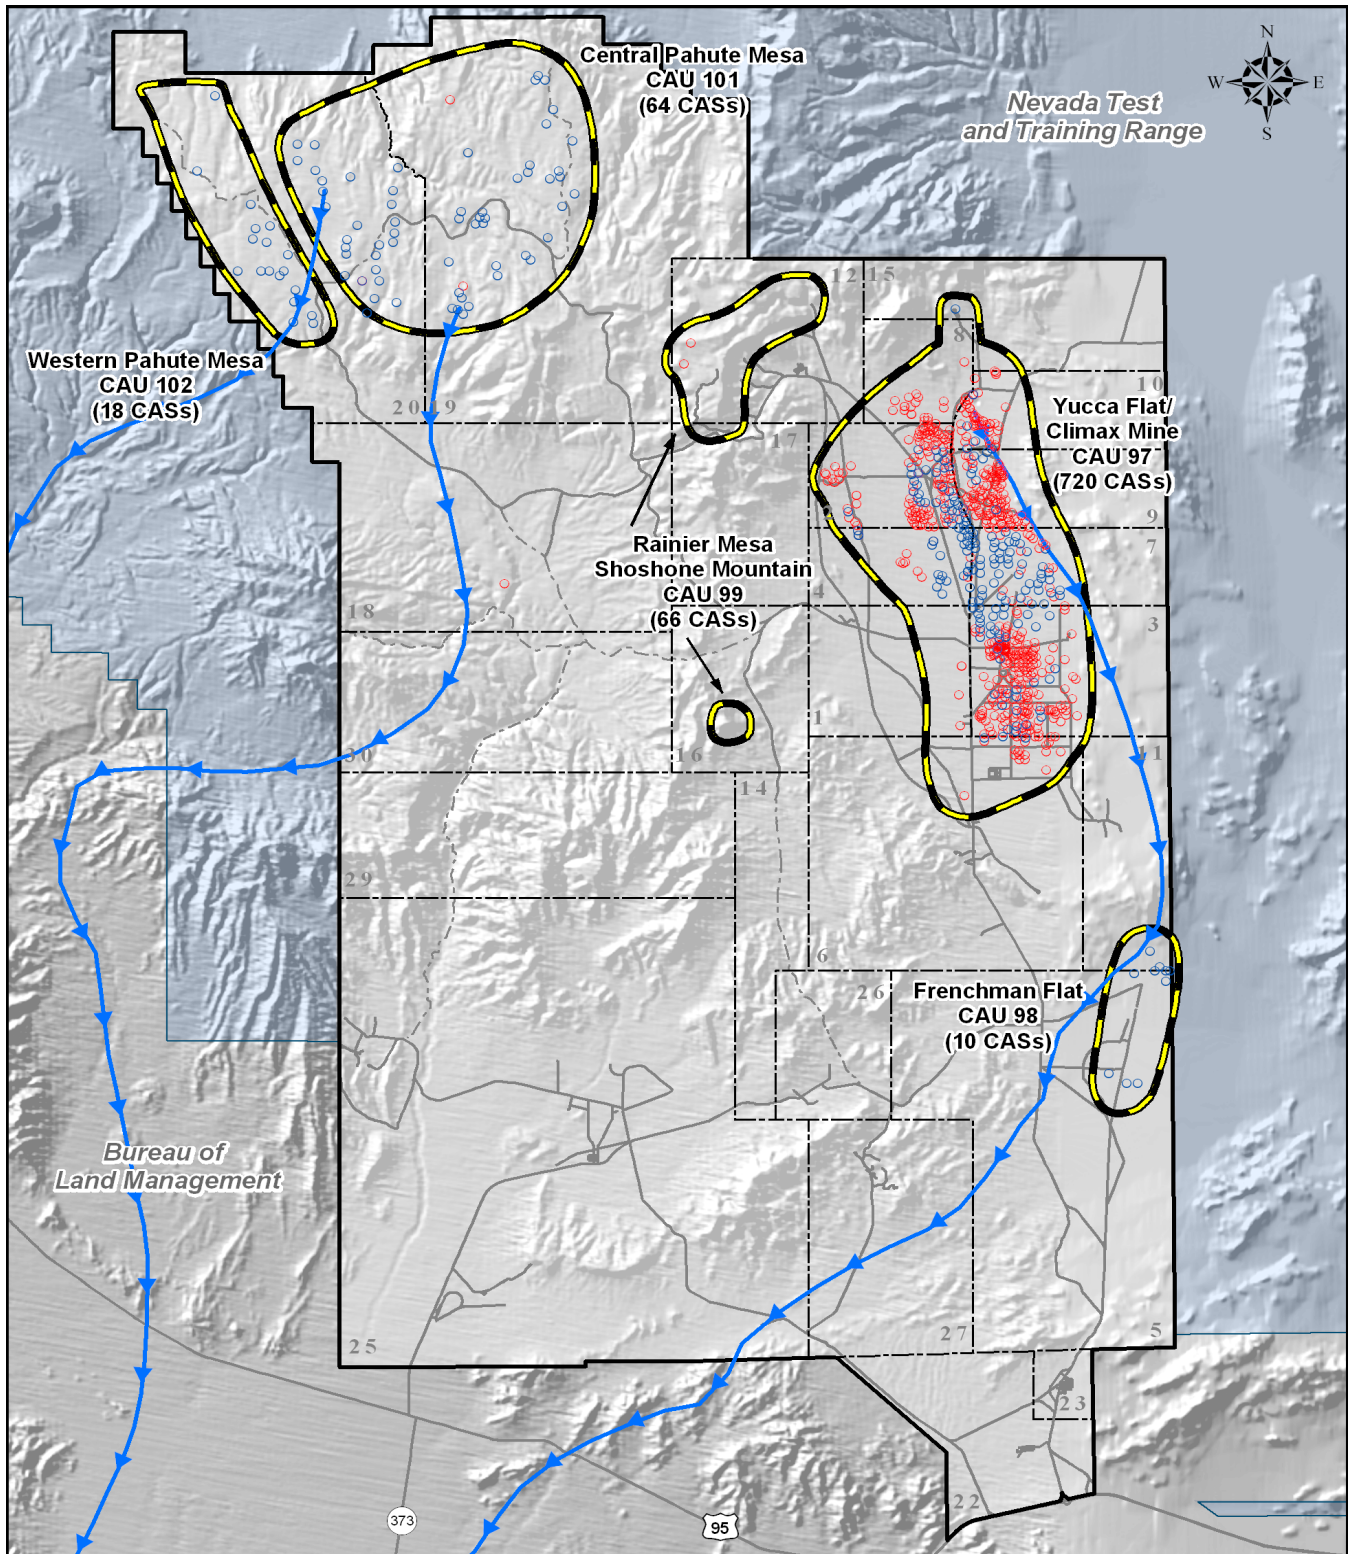 Central Pahute Mesa
CAU 101
(64 CASs)
N
W
E
S
Nevada Test
and Training Range
12
15
8
Western Pahute Mesa
CAU 102
(18 CASs)
20
19
17
10
Yucca Flat/
Climax Mine
CAU 97
(720 CASs)
2
9
7
Rainier Mesa
Shoshone Mountain
CAU 99
(66 CASs)
18
4
3
1
30
16
11
14
29
6
26
Frenchman Flat
CAU 98
(10 CASs)
Bureau of
Land Management
25
27
5
23
22
373
95